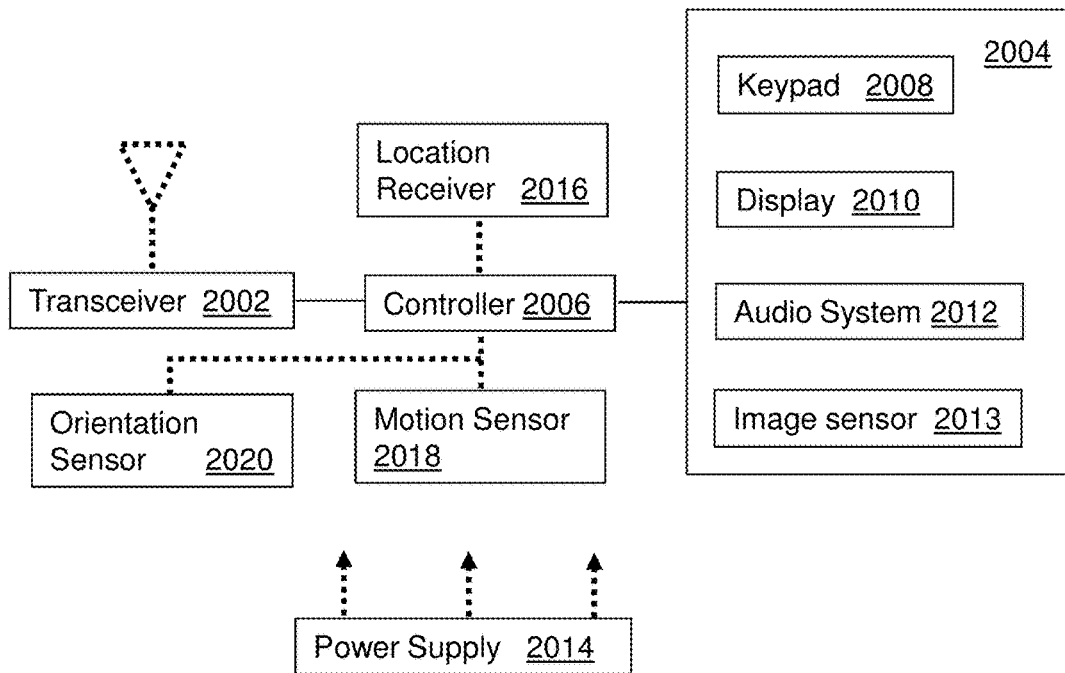 2004
Keypad 2008
Location
Receiver 2016
Display 2010
Transceiver 2002
Controller 2006
Audio System 2012
Orientation
Sensor 2020
Motion Sensor
2018
Image sensor 2013
Power Supply 2014